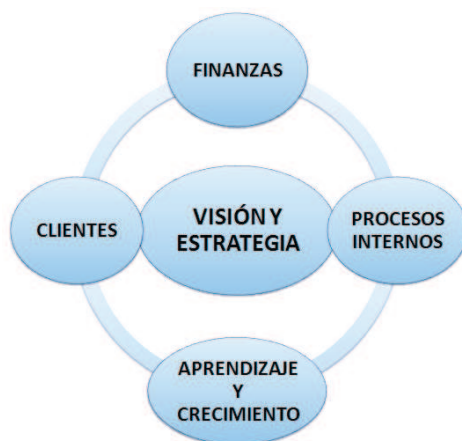 FINANZAS
CLIENTES
VISIÓN Y
ESTRATEGIA
PROCESOS
INTERNOS
APRENDIZAJE
Y
CRECIMIENTO